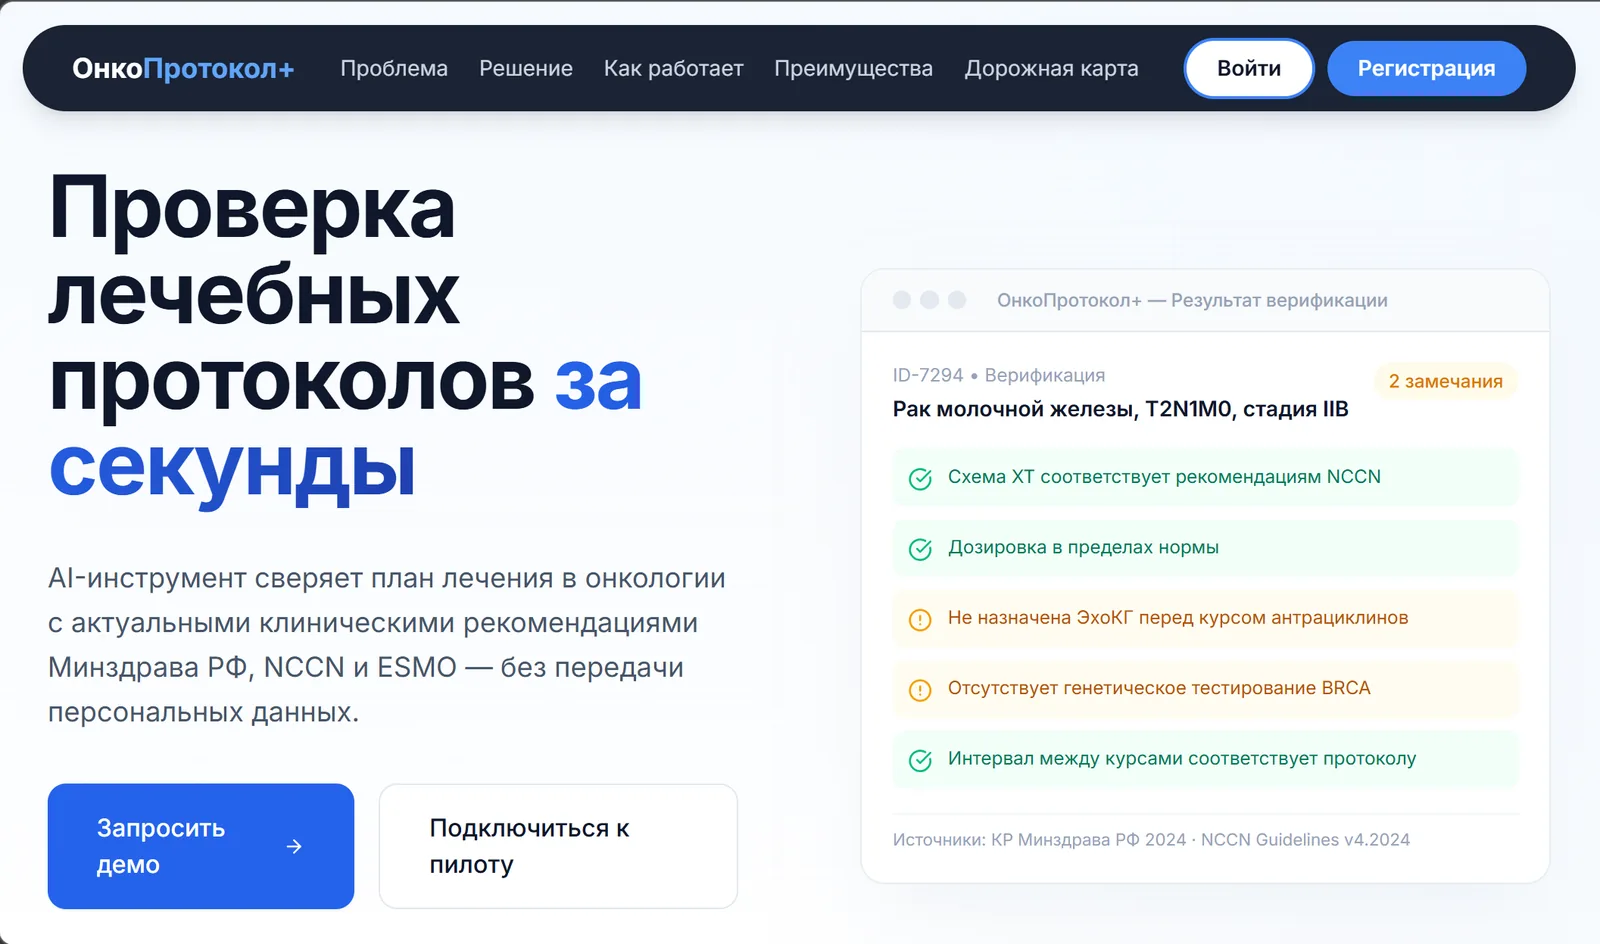 ОнкоПротокол+ Проблема Решение Как работает Преимущества Дорожная карта Войти Регистрация
Проверка
лечебных
протоколов за
секунды
AI-инструмент сверяет план лечения в онкологии
с актуальными клиническими рекомендациями
Минздрава РФ, NCCN и ESMO — без передачи
персональных данных.
Запросить
демо
Подключиться к
пилоту
ОнкоПротокол+ — Результат верификации
ID-7294 • Верификация
2 замечания
Рак молочной железы, T2N1M0, стадия IIB
Схема ХТ соответствует рекомендациям NCCN
Дозировка в пределах нормы
Не назначена ЭхоКГ перед курсом антрациклинов
Отсутствует генетическое тестирование BRCA
Интервал между курсами соответствует протоколу
Источники: КР Минздрава РФ 2024 · NCCN Guidelines v4.2024